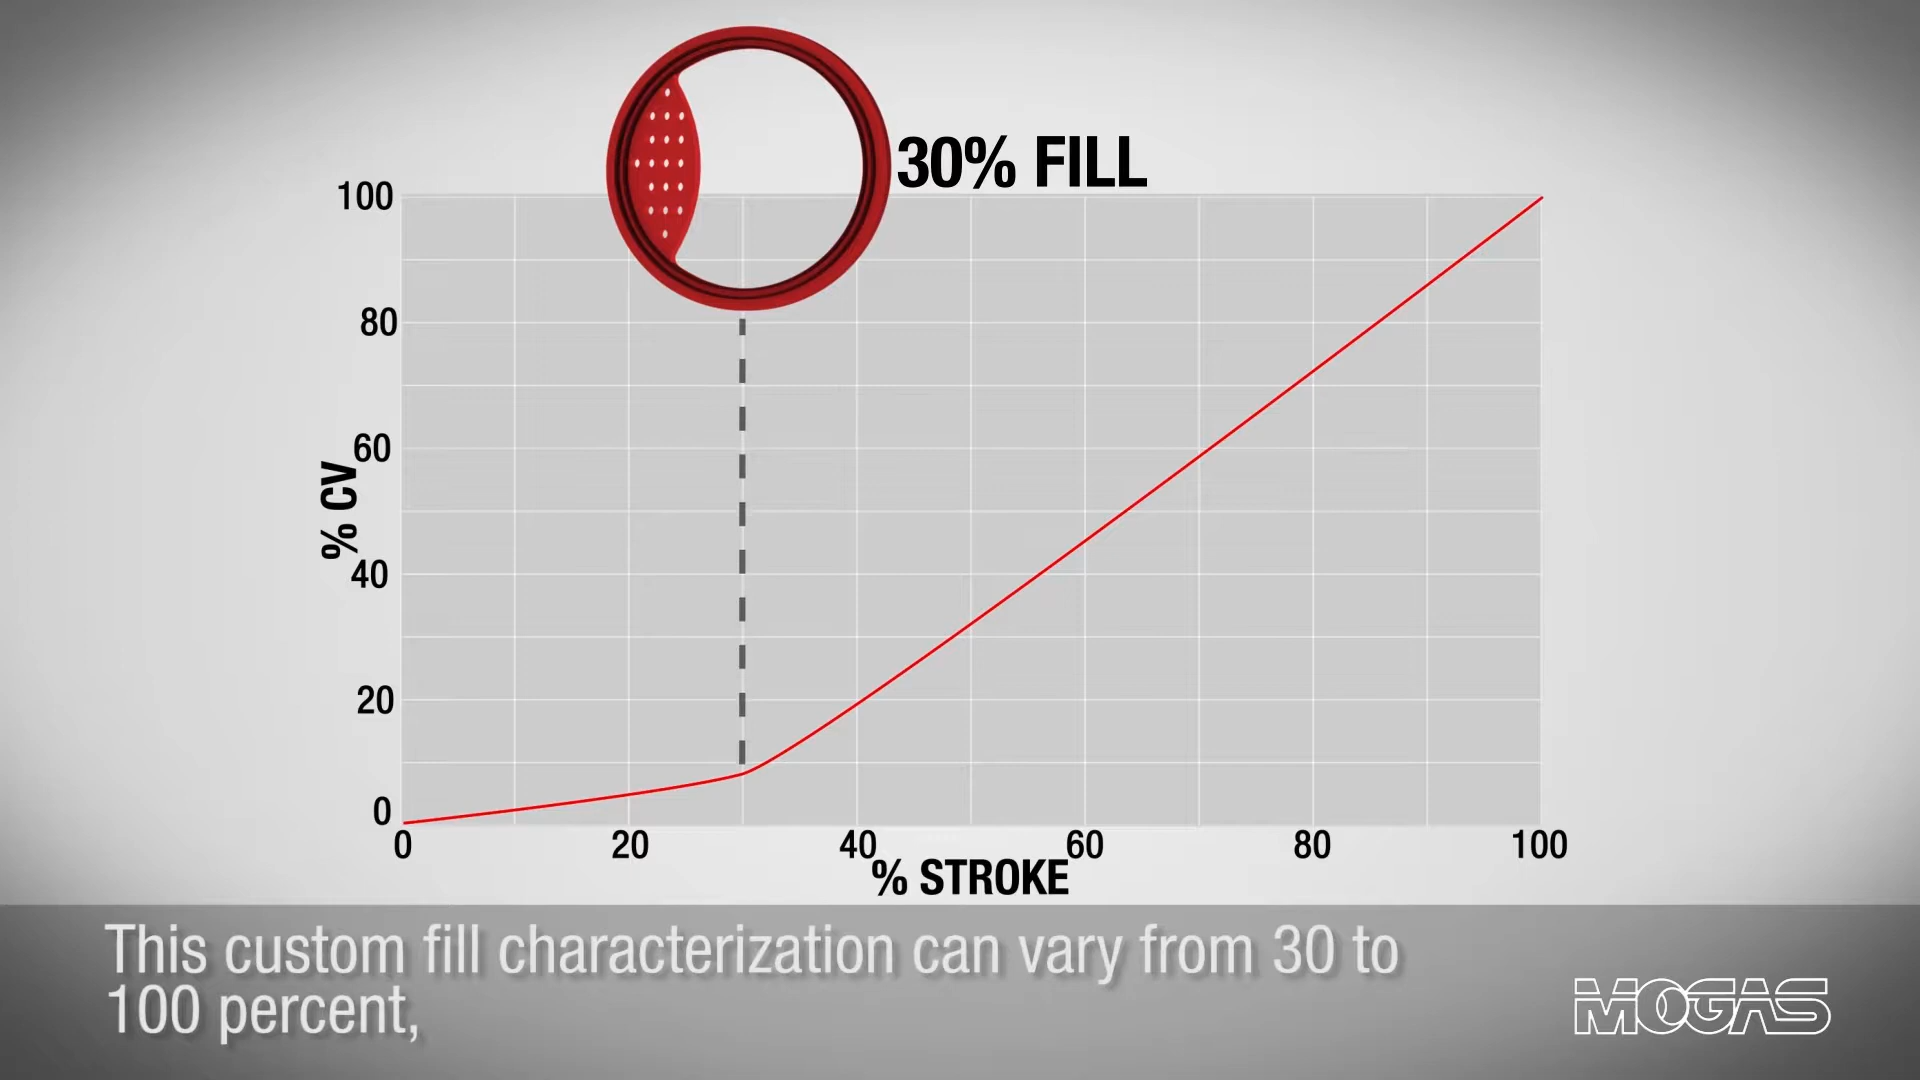 30% FILL
100
80
60
40
20
0
% CV
0 20 40 60 80 100
% STROKE
This custom fill characterization can vary from 30 to
100 percent,
MOGAS